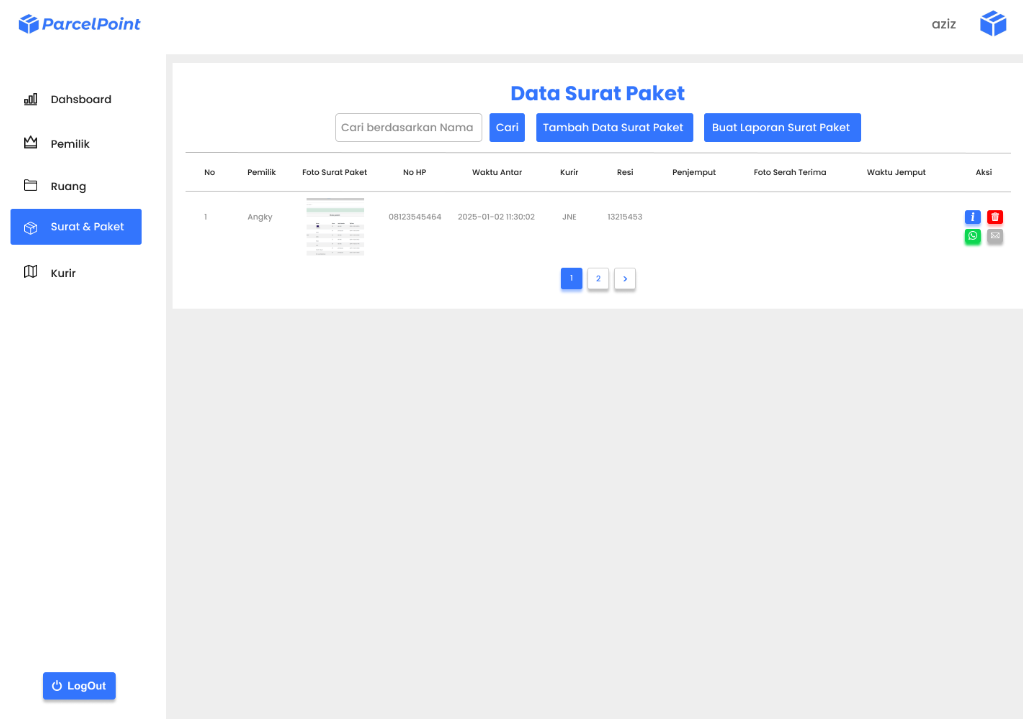 ParcelPoint
aziz
Dahsboard
Pemilik
Ruang
Surat & Paket
Kurir
LogOut
Data Surat Paket
Cari berdasarkan Nama Cari Tambah Data Surat Paket Buat Laporan Surat Paket
No Pemilik Foto Surat Paket No HP Waktu Antar Kurir Resi Penjemput Foto Serah Terima Waktu Jemput Aksi
1 Angky 08123545464 2025-01-02 11:30:02 JNE 13215453
1 2 >